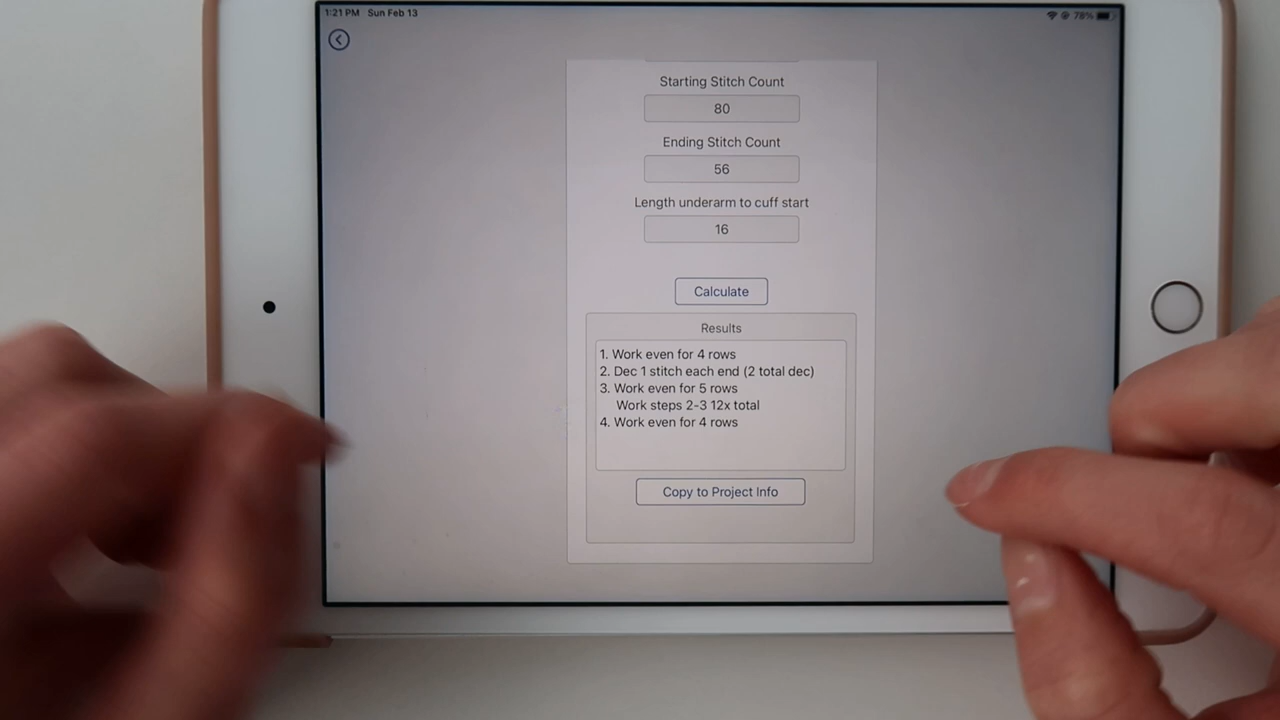 1:21 PM Sun Feb 13
78%
Starting Stitch Count
80
Ending Stitch Count
56
Length underarm to cuff start
16
Calculate
Results
1. Work even for 4 rows
2. Dec 1 stitch each end (2 total dec)
3. Work even for 5 rows
Work steps 2-3 12x total
4. Work even for 4 rows
Copy to Project Info